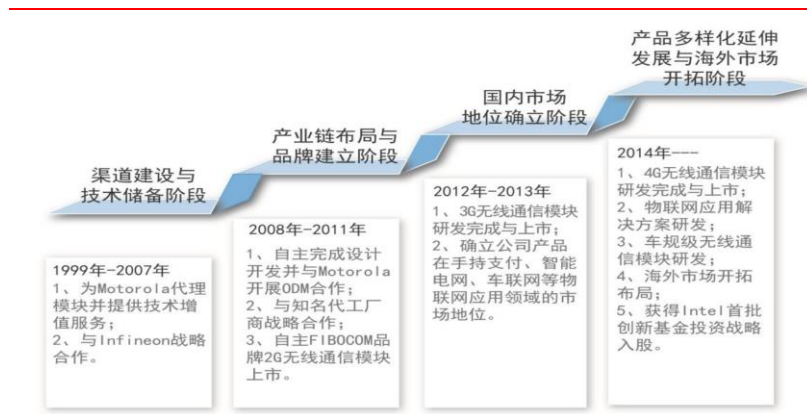 渠道建设与
技术储备阶段
1999年-2007年
1、为Motorola代理
模块并提供技术增
值服务;
2、与Infineon战略
合作。
产业链布局与
品牌建立阶段
2008年-2011年
1、自主完成设计
开发并与Motorola
开展ODM合作;
2、与知名代工厂
商战略合作;
3、自主FIBOCOM品
牌2G无线通信模块
上市。
国内市场
地位确立阶段
2012年-2013年
1、3G无线通信模块
研发完成与上市;
2、确立公司产品
在手持支付、智能
电网、车联网等物
联网应用领域的市
场地位。
产品多样化延伸
发展与海外市场
开拓阶段
2014年---
1、4G无线通信模块
研发完成与上市;
2、物联网应用解
决方案研发;
3、车规级无线通
信模块研发;
4、海外市场开拓
布局;
5、获得Intel首批
创新基金投资战略
入股。